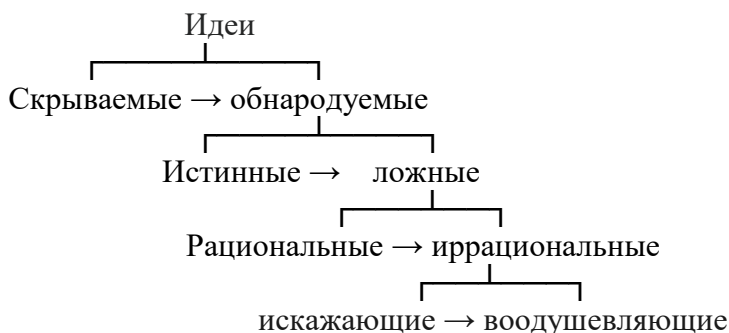 Идеи
Скрываемые → обнародуемые
Истинные → ложные
Рациональные → иррациональные
искажающие → воодушевляющие